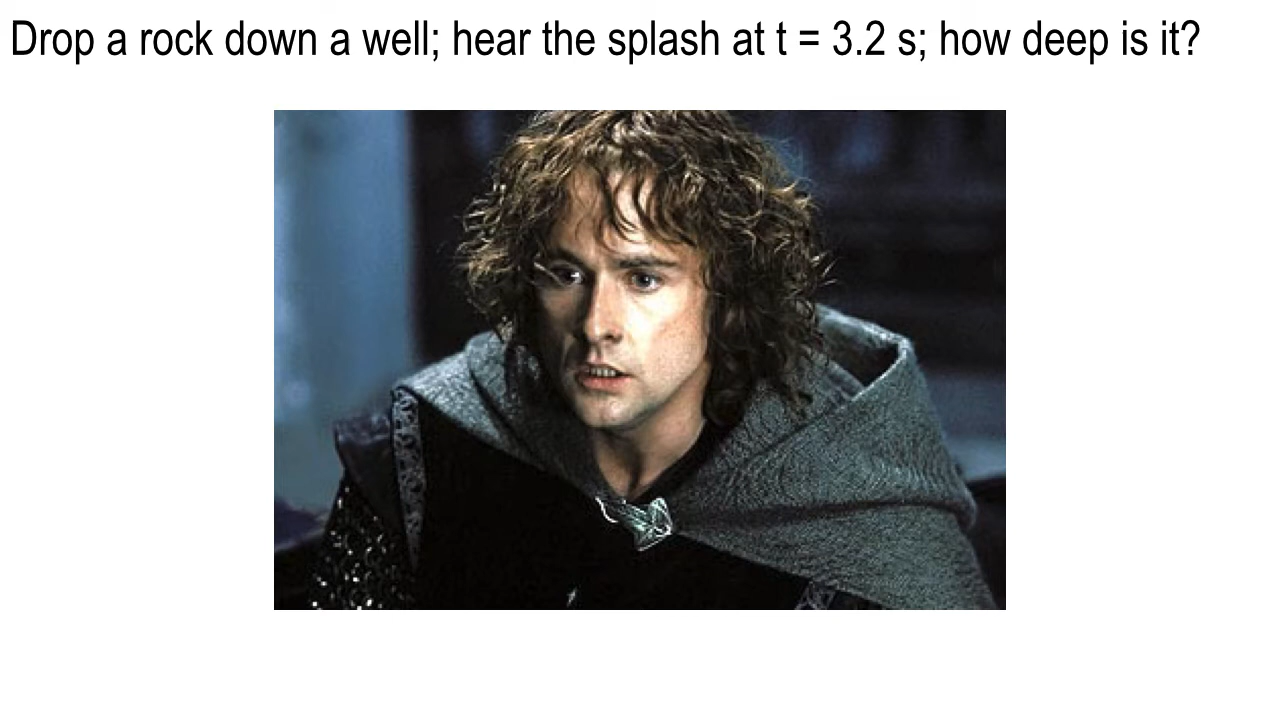 Drop a rock down a well; hear the splash at t = 3.2 s; how deep is it?